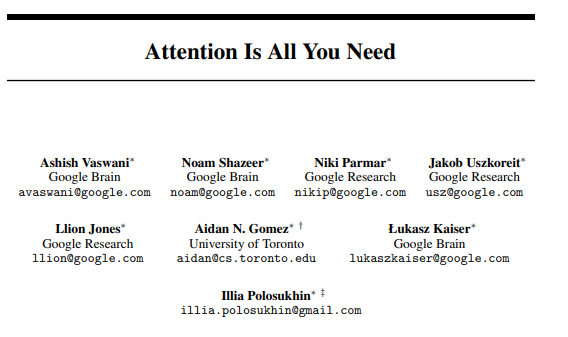 Attention Is All You Need
Ashish Vaswani* Noam Shazeer* Niki Parmar* Jakob Uszkoreit*
Google Brain Google Brain Google Research Google Research
avaswani@google.com noam@google.com nikip@google.com usz@google.com
Llion Jones* Aidan N. Gomez* † Łukasz Kaiser*
Google Research University of Toronto Google Brain
llion@google.com aidan@cs.toronto.edu lukaszkaiser@google.com
Illia Polosukhin* ‡
illia.polosukhin@gmail.com